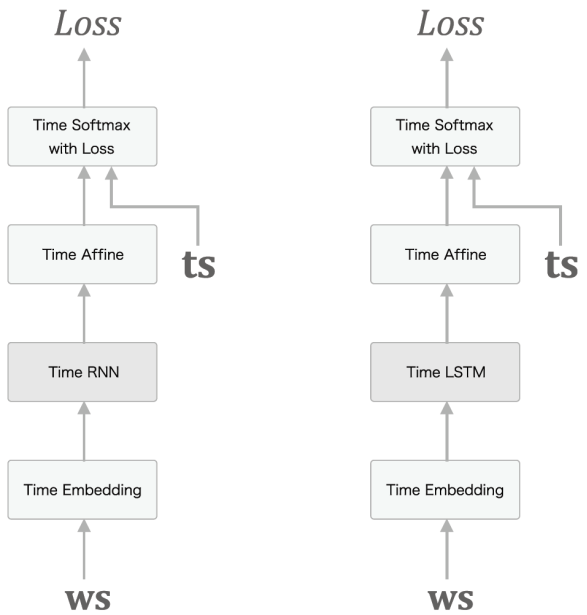 Loss
Time Softmax
with Loss
Time Affine
ts
Time RNN
Time Embedding
ws
Loss
Time Softmax
with Loss
Time Affine
ts
Time LSTM
Time Embedding
ws